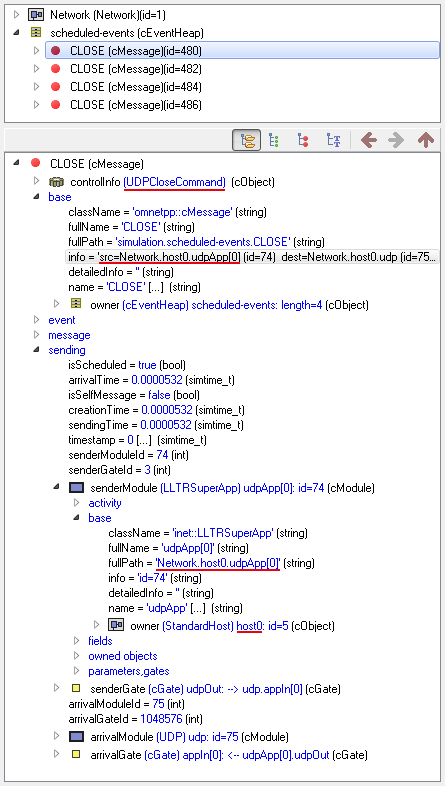 Network (Network)(id=1)
scheduled-events (cEventHeap)
CLOSE (cMessage)(id=480)
CLOSE (cMessage)(id=482)
CLOSE (cMessage)(id=484)
CLOSE (cMessage)(id=486)
CLOSE (cMessage)
controlInfo (UDPCloseCommand) (cObject)
base
className = 'omnetpp::cMessage' (string)
fullName = 'CLOSE' (string)
fullPath = 'simulation.scheduled-events.CLOSE' (string)
info = 'src=Network.host0.udpApp[0] (id=74) dest=Network.host0.udp (id=75...
detailedInfo = '' (string)
name = 'CLOSE' [...] (string)
owner (cEventHeap) scheduled-events: length=4 (cObject)
event
message
sending
isScheduled = true (bool)
arrivalTime = 0.0000532 (simtime_t)
isSelfMessage = false (bool)
creationTime = 0.0000532 (simtime_t)
sendingTime = 0.0000532 (simtime_t)
timestamp = 0 [...] (simtime_t)
senderModuleId = 74 (int)
senderGateId = 3 (int)
senderModule (LLTRSuperApp) udpApp[0]: id=74 (cModule)
activity
base
className = 'inet::LLTRSuperApp' (string)
fullName = 'udpApp[0]' (string)
fullPath = 'Network.host0.udpApp[0]' (string)
info = 'id=74' (string)
detailedInfo = '' (string)
name = 'udpApp' [...] (string)
owner (StandardHost) host0: id=5 (cObject)
fields
owned objects
parameters,gates
senderGate (cGate) udpOut: --> udp.appIn[0] (cGate)
arrivalModuleId = 75 (int)
arrivalGateId = 1048576 (int)
arrivalModule (UDP) udp: id=75 (cModule)
arrivalGate (cGate) appIn[0]: <-- udpApp[0].udpOut (cGate)